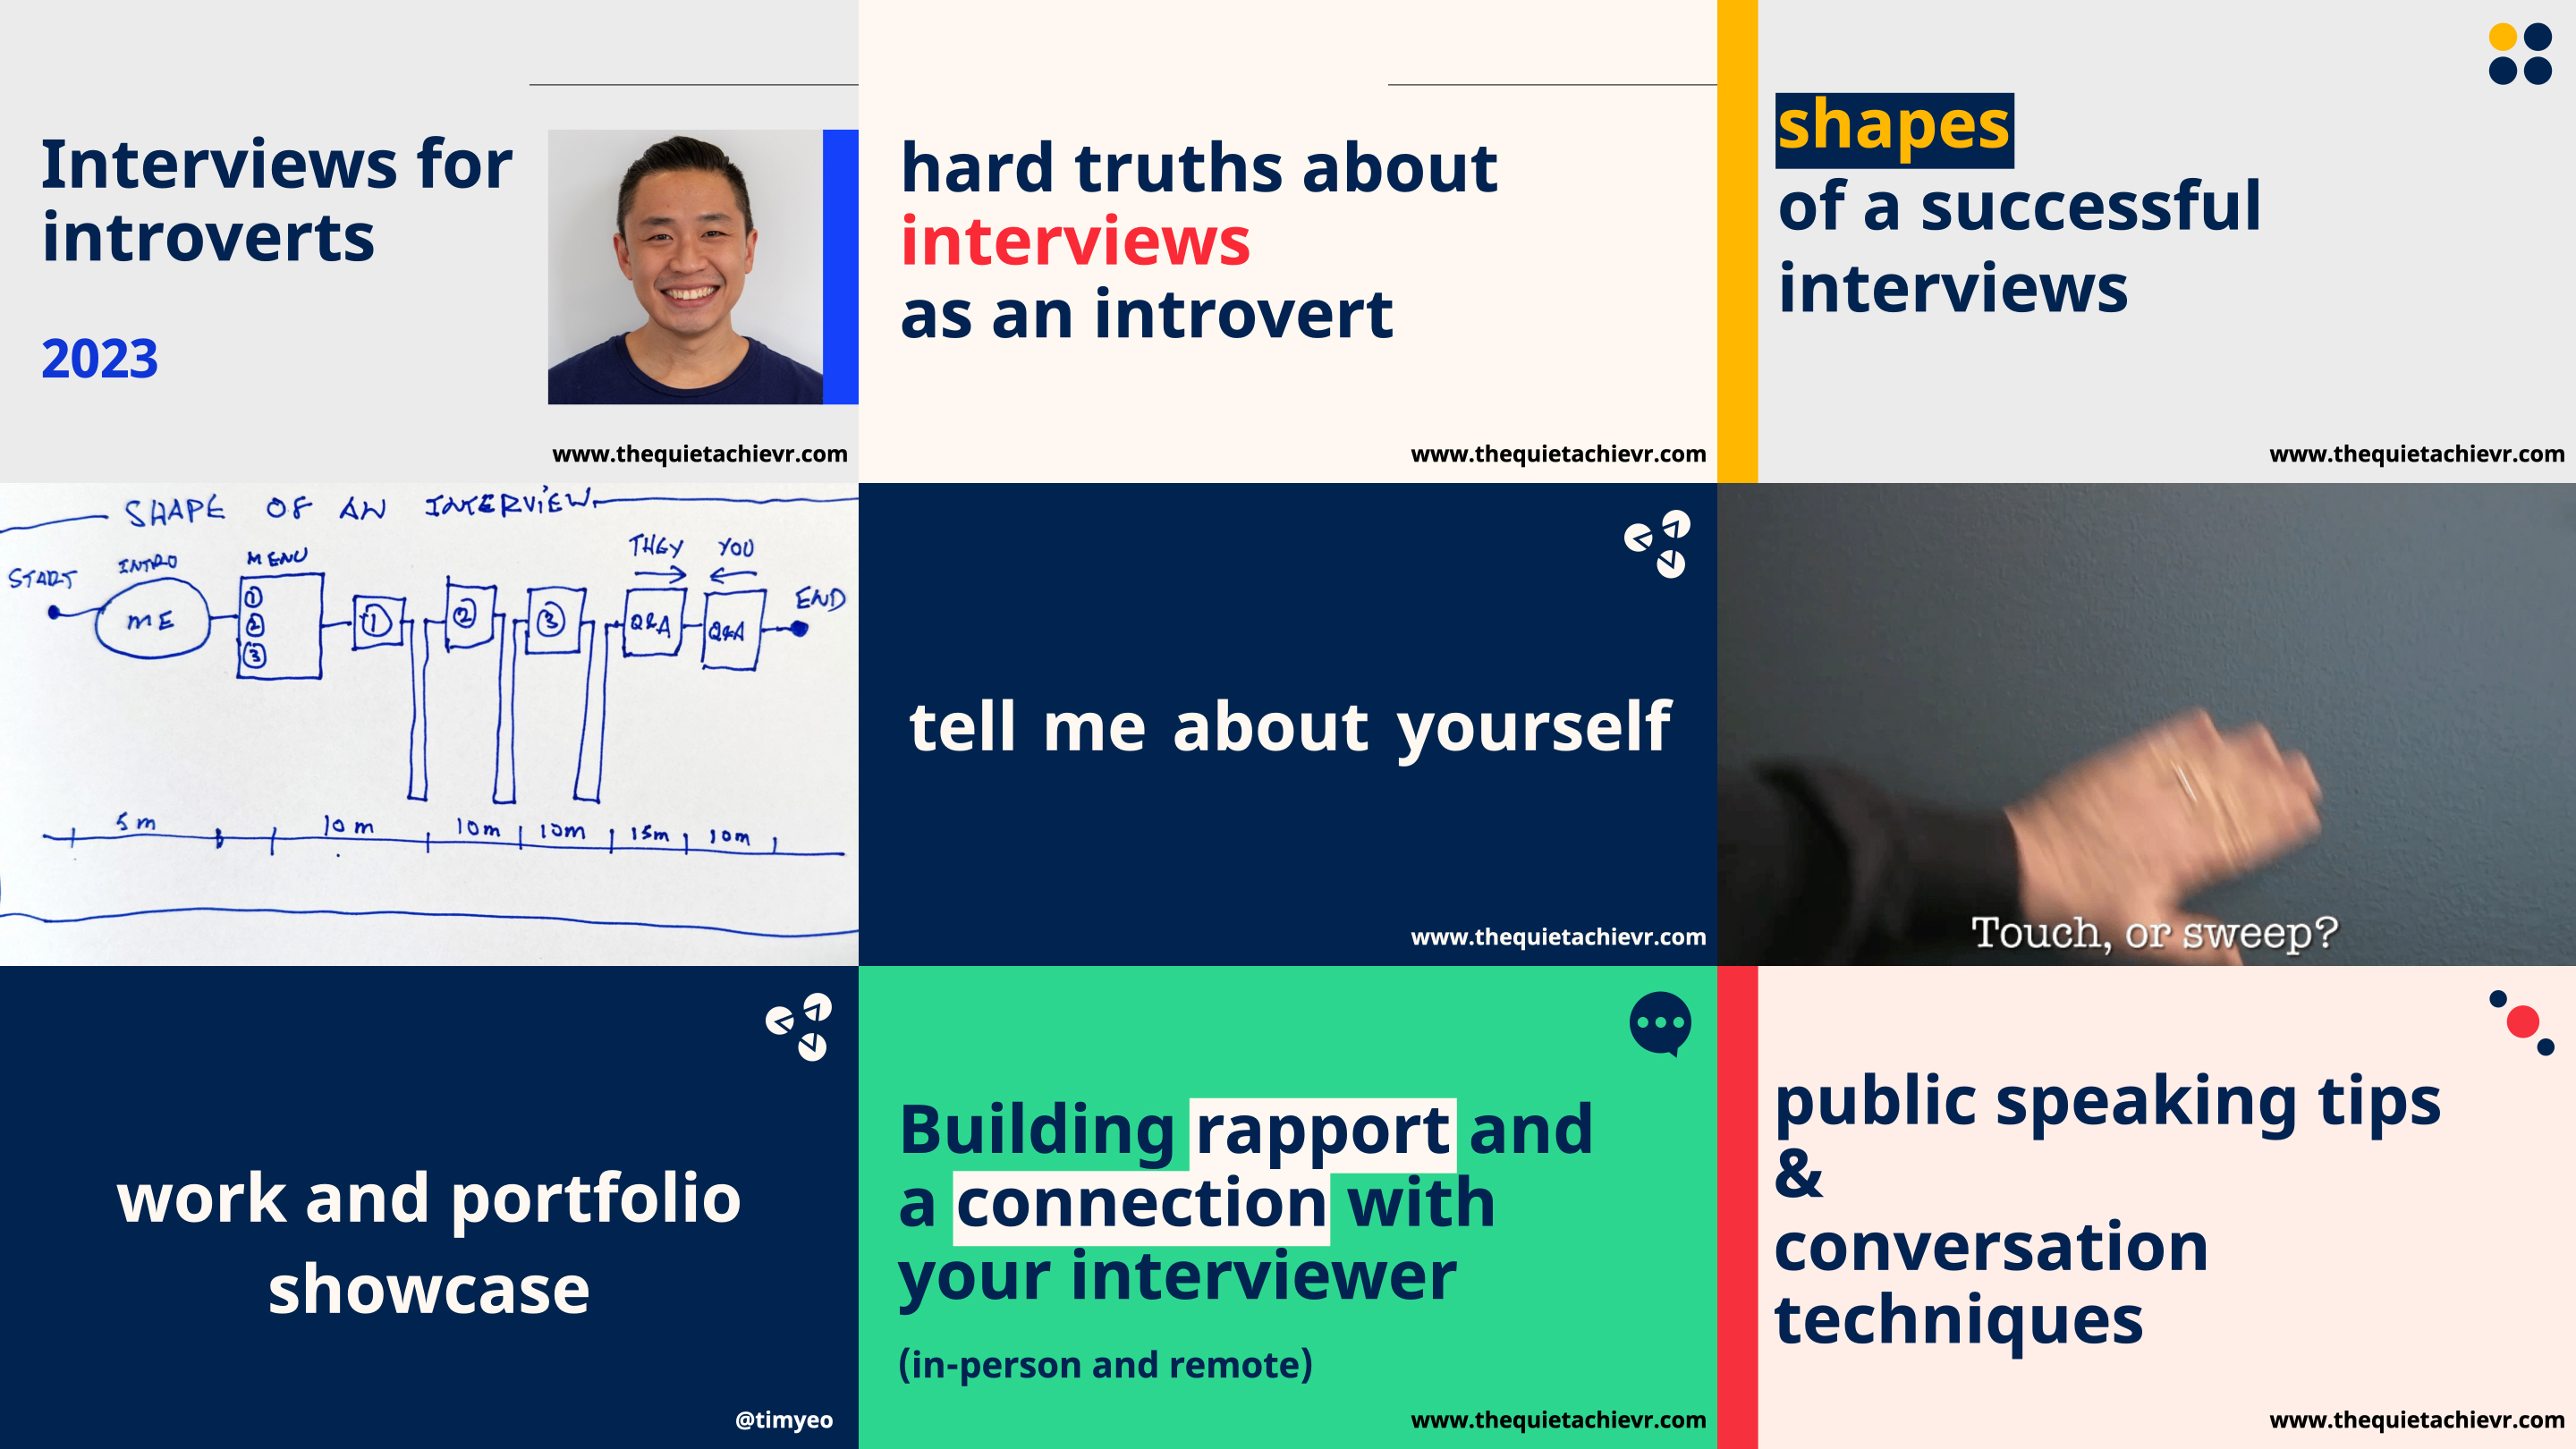 Interviews for
introverts
2023
www.thequietachievr.com
hard truths about
interviews
as an introvert
www.thequietachievr.com
shapes
of a successful
interviews
www.thequietachievr.com
SHAPE OF AN INTERVIEW
START
INTRO
ME
MENU
1
2
3
1
2
3
THEY
YOU
Q&A
Q&A
END
5m
10m
10m
10m
15m
10m
tell me about yourself
www.thequietachievr.com
Touch, or sweep?
work and portfolio
showcase
@timyeo
Building rapport and
a connection with
your interviewer
(in-person and remote)
www.thequietachievr.com
public speaking tips
&
conversation
techniques
www.thequietachievr.com